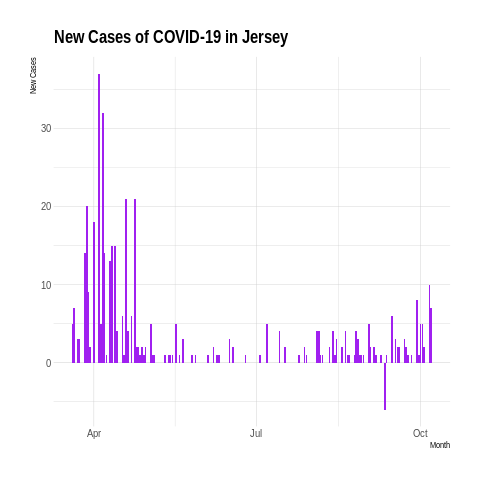 New Cases of COVID-19 in Jersey
New Cases
30
20
10
0
Apr
Jul
Oct
Month